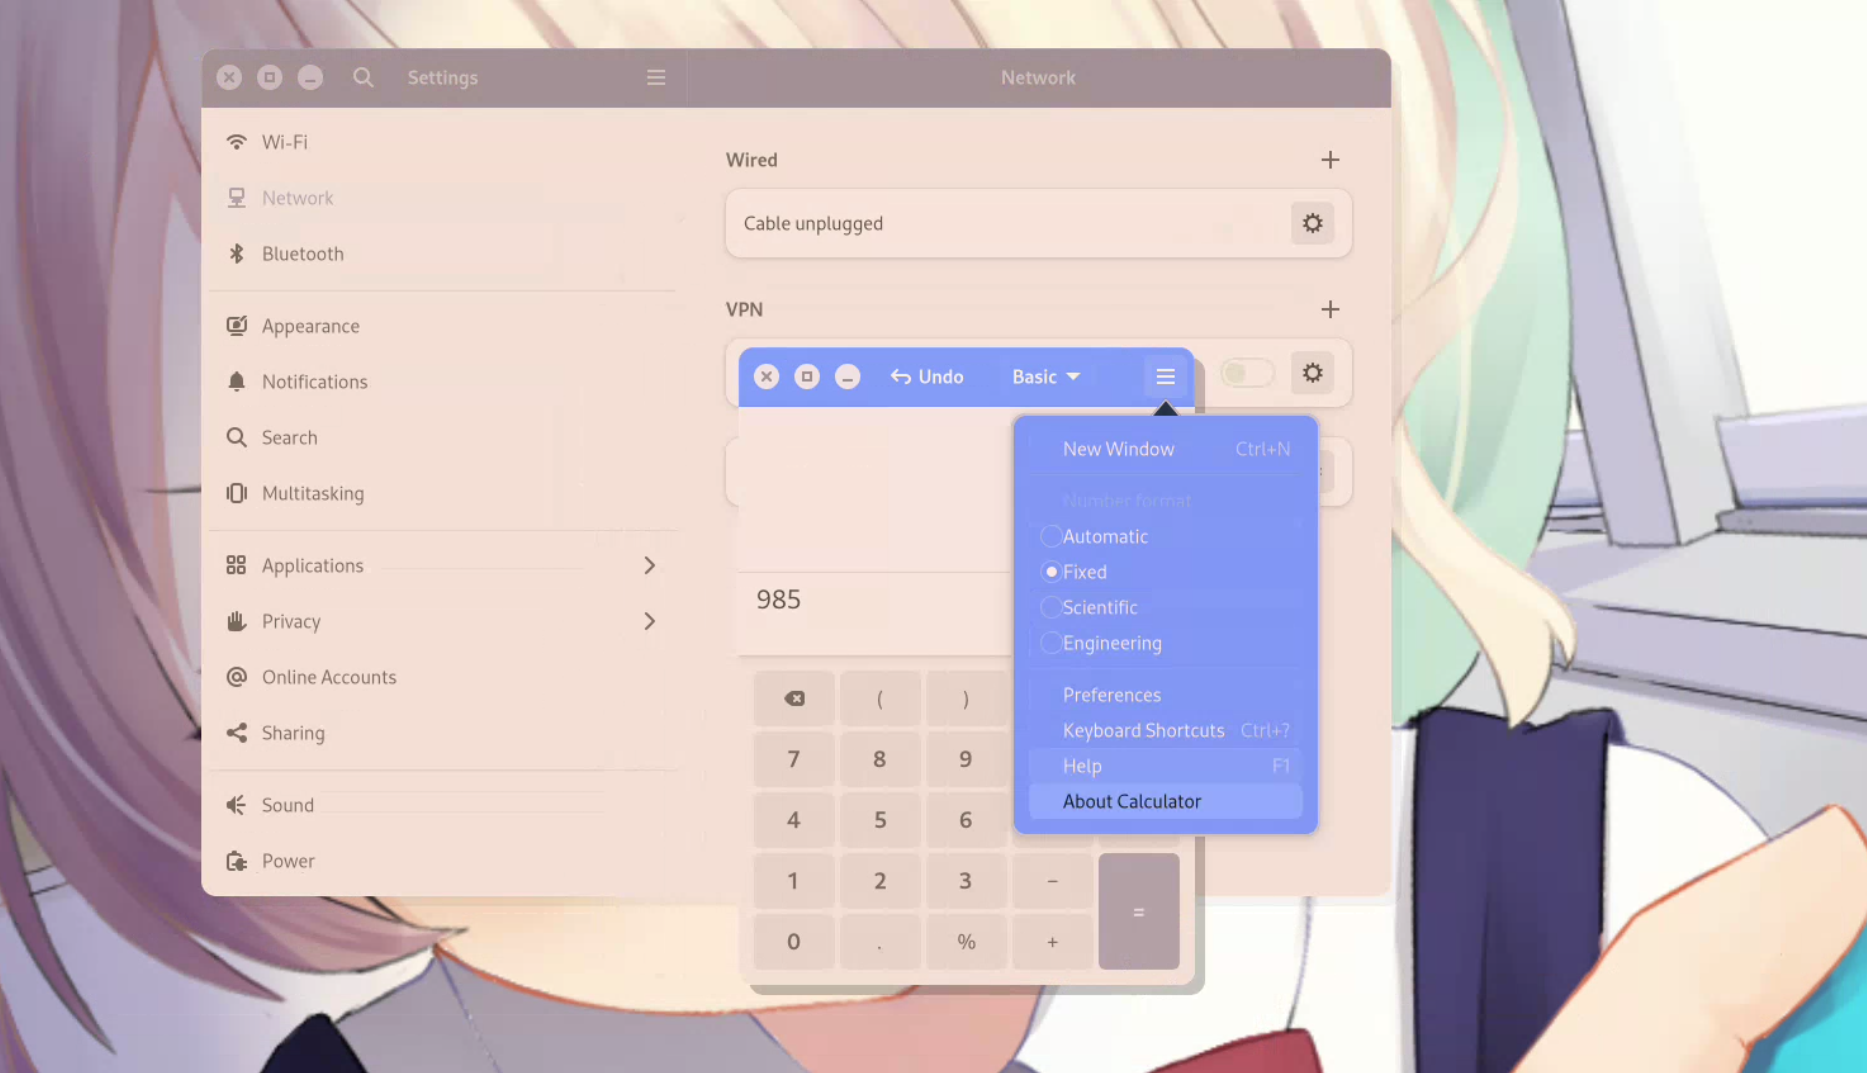 Settings
Network
Wi-Fi
Network
Bluetooth
Appearance
Notifications
Search
Multitasking
Applications
Privacy
Online Accounts
Sharing
Sound
Power
Wired
Cable unplugged
VPN
Undo
Basic
985
( )
7 8 9
4 5 6
1 2 3 −
0 . % +
=
New Window Ctrl+N
Number format
Automatic
Fixed
Scientific
Engineering
Preferences
Keyboard Shortcuts Ctrl+?
Help F1
About Calculator